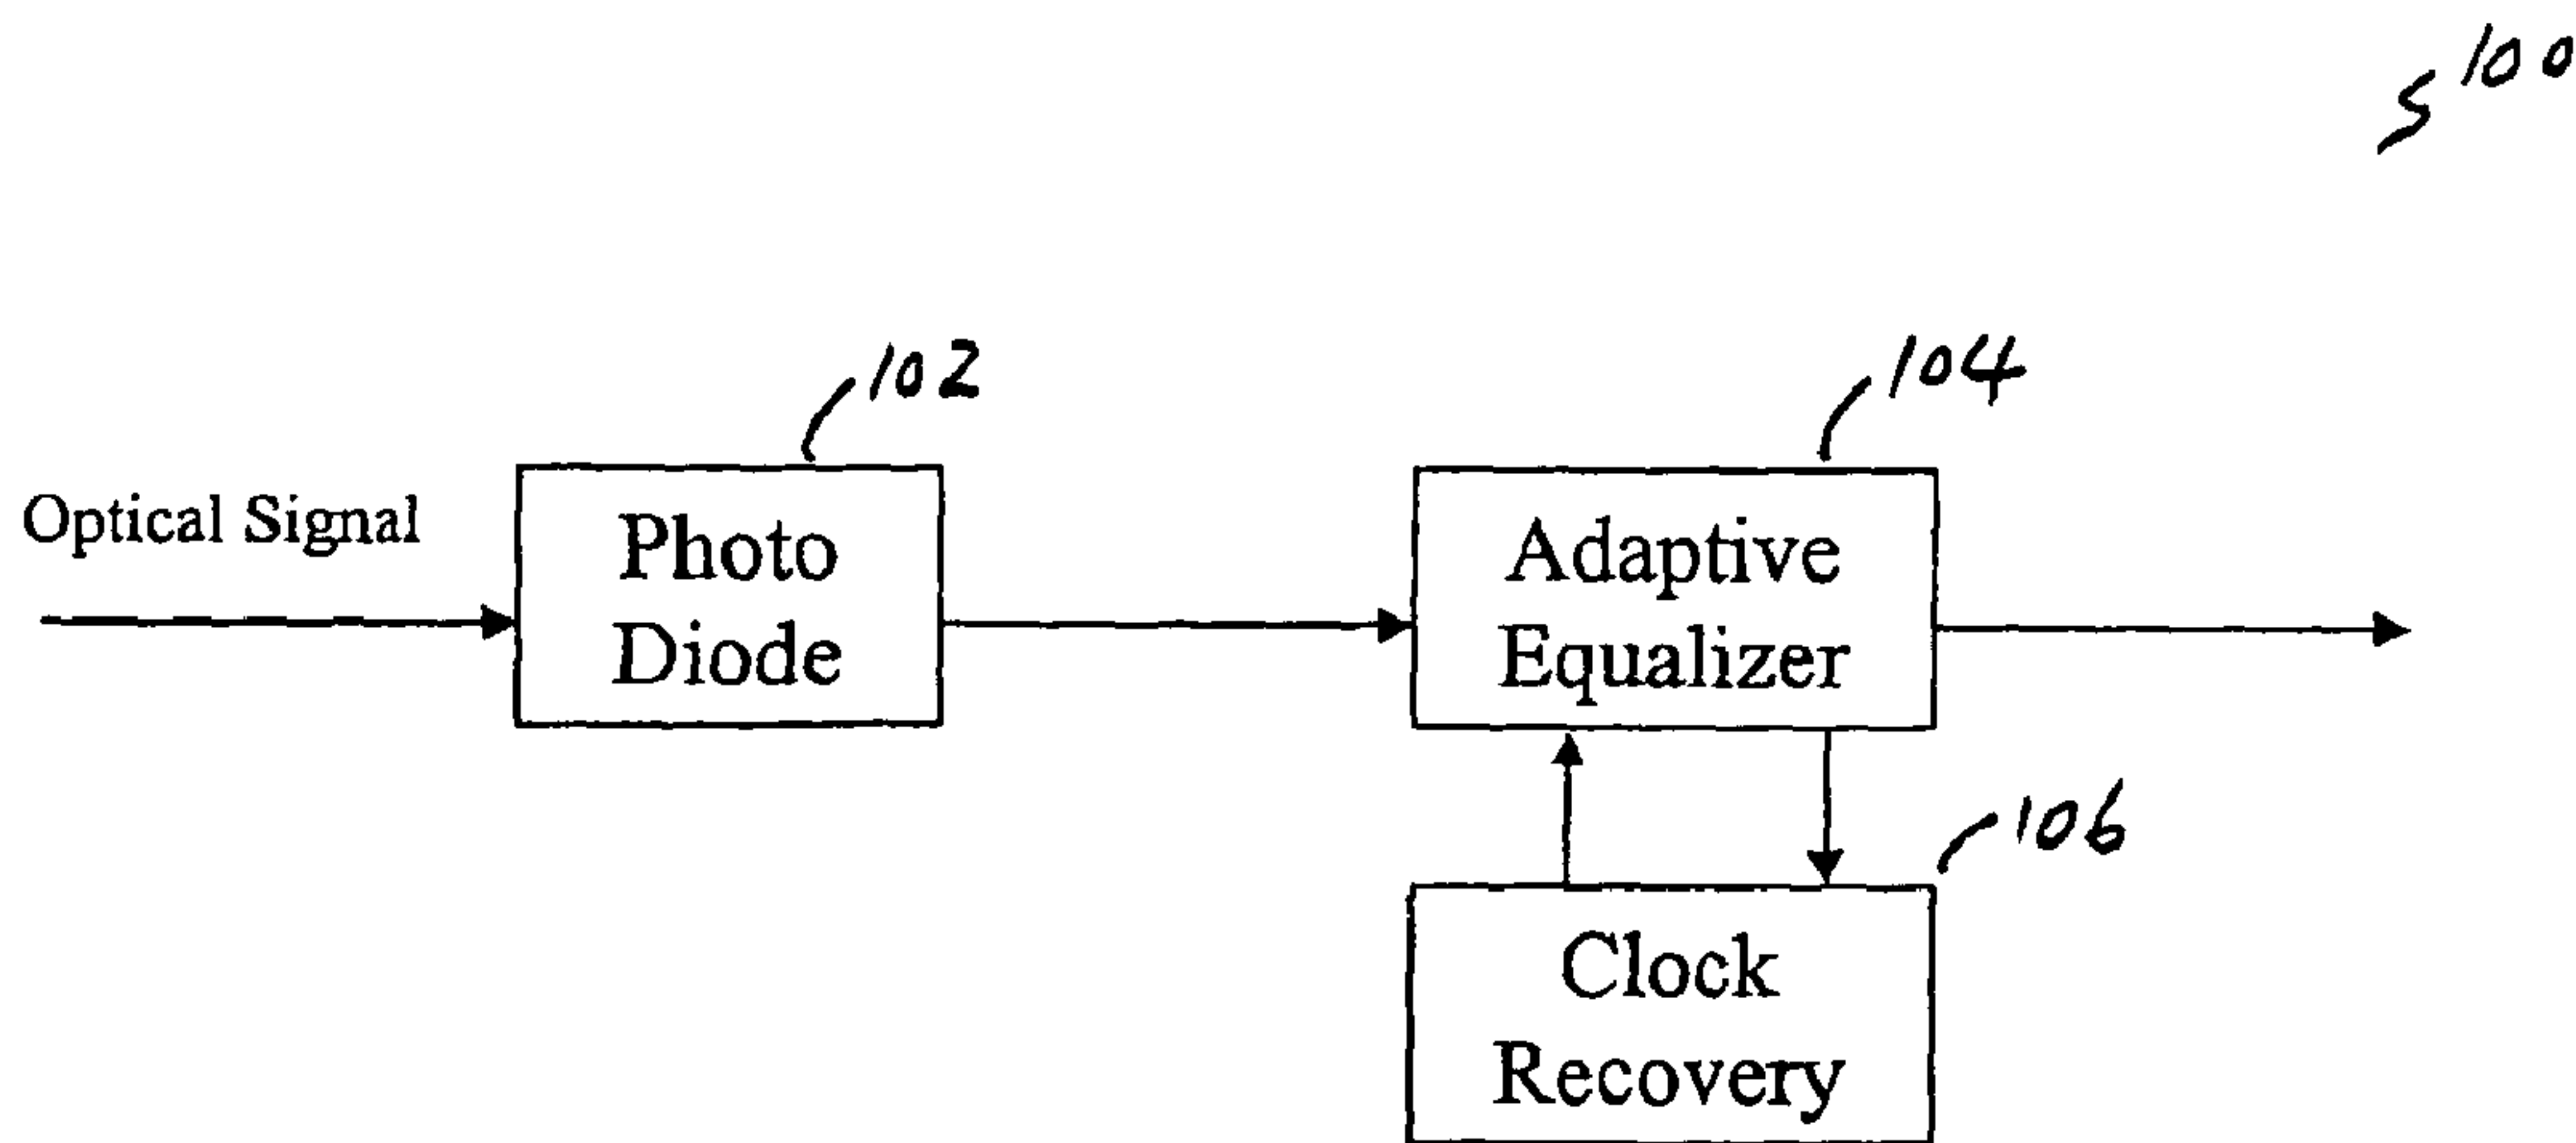 100
102
104
Optical Signal
Photo
Diode
Adaptive
Equalizer
106
Clock
Recovery